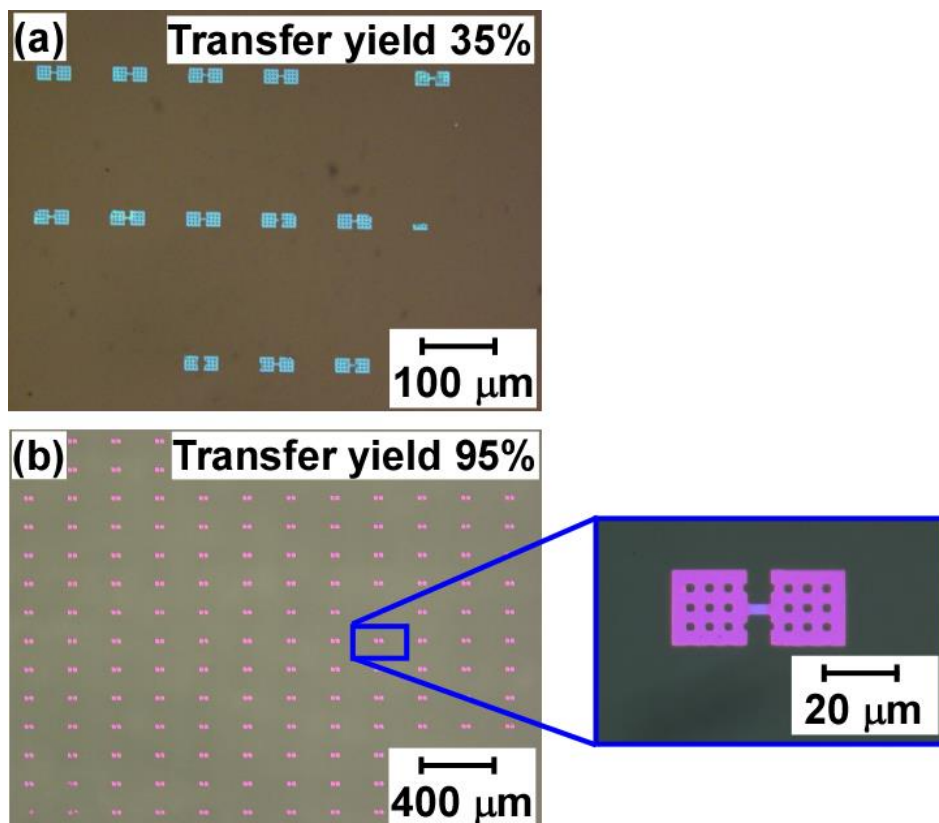 (a)
Transfer yield 35%
100 μm
(b)
Transfer yield 95%
20 μm
400 μm